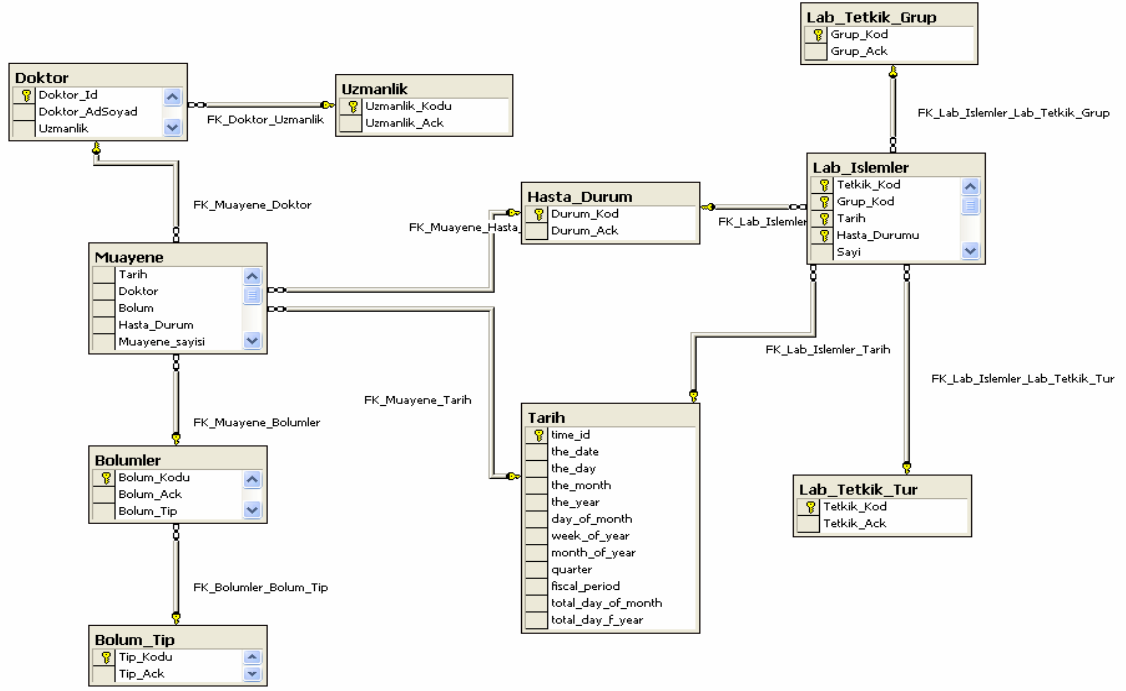 Lab_Tetkik_Grup
Grup_Kod
Grup_Ack
Doktor
Doktor_Id
Doktor_AdSoyad
Uzmanlik
Uzmanlik
Uzmanlik_Kodu
Uzmanlik_Ack
FK_Doktor_Uzmanlik
FK_Lab_Islemler_Lab_Tetkik_Grup
Lab_Islemler
Tetkik_Kod
Grup_Kod
Tarih
Hasta_Durumu
Sayi
Hasta_Durum
Durum_Kod
Durum_Ack
FK_Muayene_Doktor
FK_Muayene_Hasta_
FK_Lab_Islemler
Muayene
Tarih
Doktor
Bolum
Hasta_Durum
Muayene_sayisi
FK_Lab_Islemler_Tarih
FK_Lab_Islemler_Lab_Tetkik_Tur
FK_Muayene_Tarih
FK_Muayene_Bolumler
Tarih
time_id
the_date
the_day
the_month
the_year
day_of_month
week_of_year
month_of_year
quarter
fiscal_period
total_day_of_month
total_day_f_year
Bolumler
Bolum_Kodu
Bolum_Ack
Bolum_Tip
Lab_Tetkik_Tur
Tetkik_Kod
Tetkik_Ack
FK_Bolumler_Bolum_Tip
Bolum_Tip
Tip_Kodu
Tip_Ack